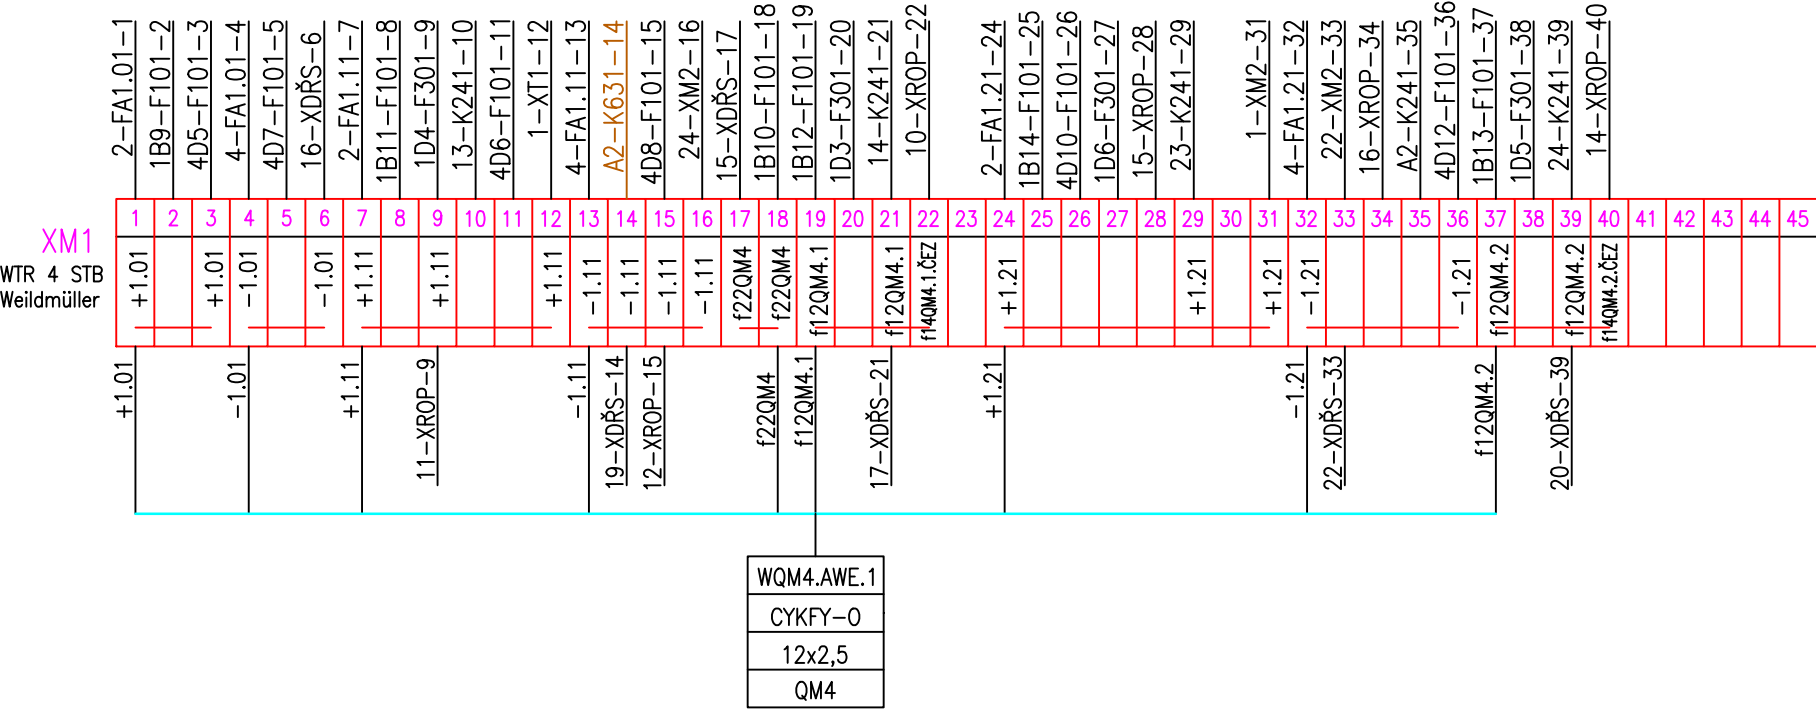 2-FA1.01-1
1B9-F101-2
4D5-F101-3
4-FA1.01-4
4D7-F101-5
16-XDŘS-6
2-FA1.11-7
1B11-F101-8
1D4-F301-9
13-K241-10
4D6-F101-11
1-XT1-12
4-FA1.11-13
A2-K631-14
4D8-F101-15
24-XM2-16
15-XDŘS-17
1B10-F101-18
1B12-F101-19
1D3-F301-20
14-K241-21
10-XROP-22
2-FA1.21-24
1B14-F101-25
4D10-F101-26
1D6-F301-27
15-XROP-28
23-K241-29
1-XM2-31
4-FA1.21-32
22-XM2-33
16-XROP-34
A2-K241-35
4D12-F101-36
1B13-F101-37
1D5-F301-38
24-K241-39
14-XROP-40
1 2 3 4 5 6 7 8 9 10 11 12 13 14 15 16 17 18 19 20 21 22 23 24 25 26 27 28 29 30 31 32 33 34 35 36 37 38 39 40 41 42 43 44 45
XM1
WTR 4 STB
Weildmüller
+1.01
+1.01
-1.01
-1.01
+1.11
+1.11
+1.11
-1.11
-1.11
-1.11
-1.11
f22QM4
f22QM4
f12QM4.1
f12QM4.1
f14QM4.1.ČEZ
+1.21
+1.21
+1.21
-1.21
-1.21
f12QM4.2
f12QM4.2
f14QM4.2.ČEZ
+1.01
-1.01
+1.11
11-XROP-9
-1.11
19-XDŘS-14
12-XROP-15
f22QM4
f12QM4.1
17-XDŘS-21
+1.21
-1.21
22-XDŘS-33
f12QM4.2
20-XDŘS-39
WQM4.AWE.1
CYKFY-O
12x2,5
QM4